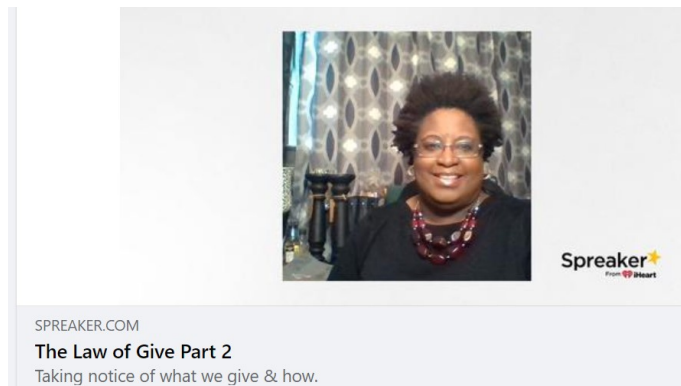 Spreaker
From iHeart
SPREAKER.COM
The Law of Give Part 2
Taking notice of what we give & how.